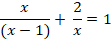 x/(x − 1) + 2/x = 1